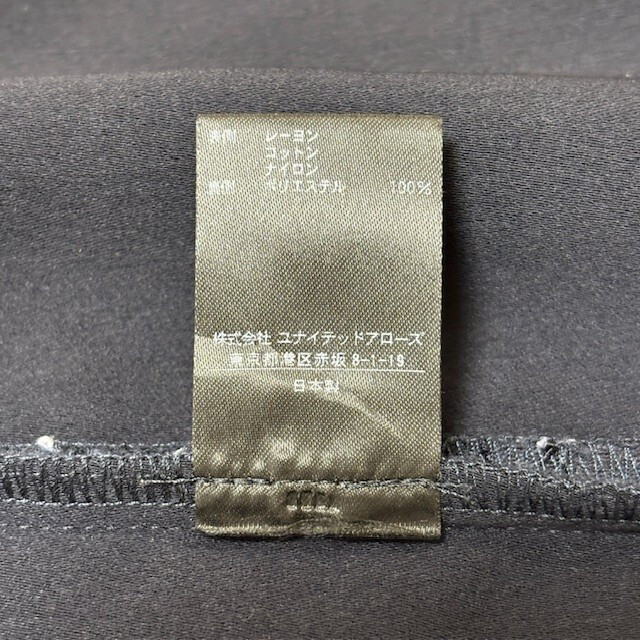 表側 レーヨン
コットン
ナイロン
裏側 ポリエステル 100%
株式会社 ユナイテッドアローズ
東京都港区赤坂 8-1-19
日本製